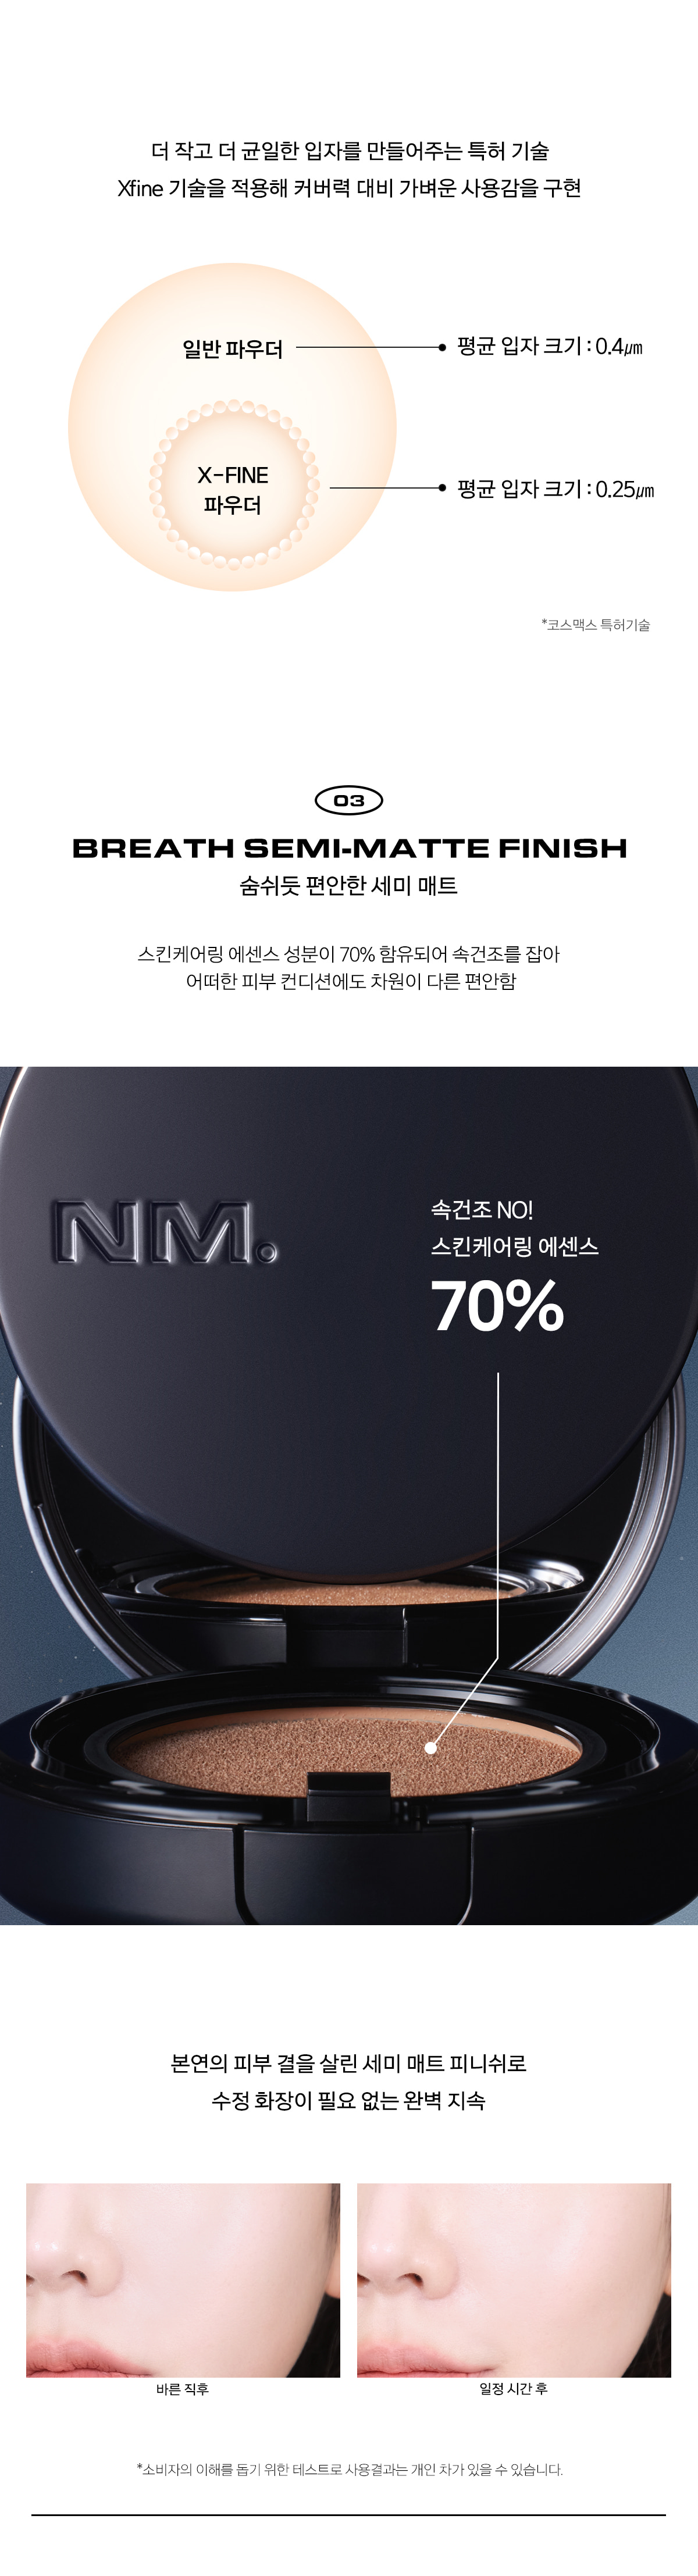 더 작고 더 균일한 입자를 만들어주는 특허 기술
Xfine 기술을 적용해 커버력 대비 가벼운 사용감을 구현
일반 파우더
평균 입자 크기 : 0.4㎛
X-FINE
파우더
평균 입자 크기 : 0.25㎛
*코스맥스 특허기술
03
BREATH SEMI-MATTE FINISH
숨쉬듯 편안한 세미 매트
스킨케어링 에센스 성분이 70% 함유되어 속건조를 잡아
어떠한 피부 컨디션에도 차원이 다른 편안함
NM.
속건조 NO!
스킨케어링 에센스
70%
본연의 피부 결을 살린 세미 매트 피니쉬로
수정 화장이 필요 없는 완벽 지속
바른 직후
일정 시간 후
*소비자의 이해를 돕기 위한 테스트로 사용결과는 개인 차가 있을 수 있습니다.